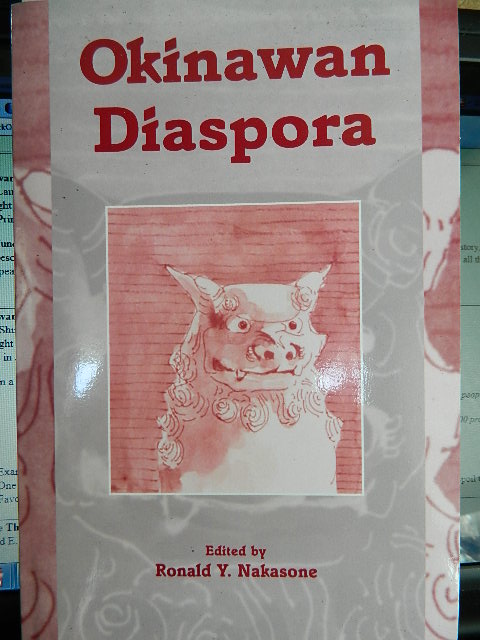 Okinawan
Diaspora
Edited by
Ronald Y. Nakasone